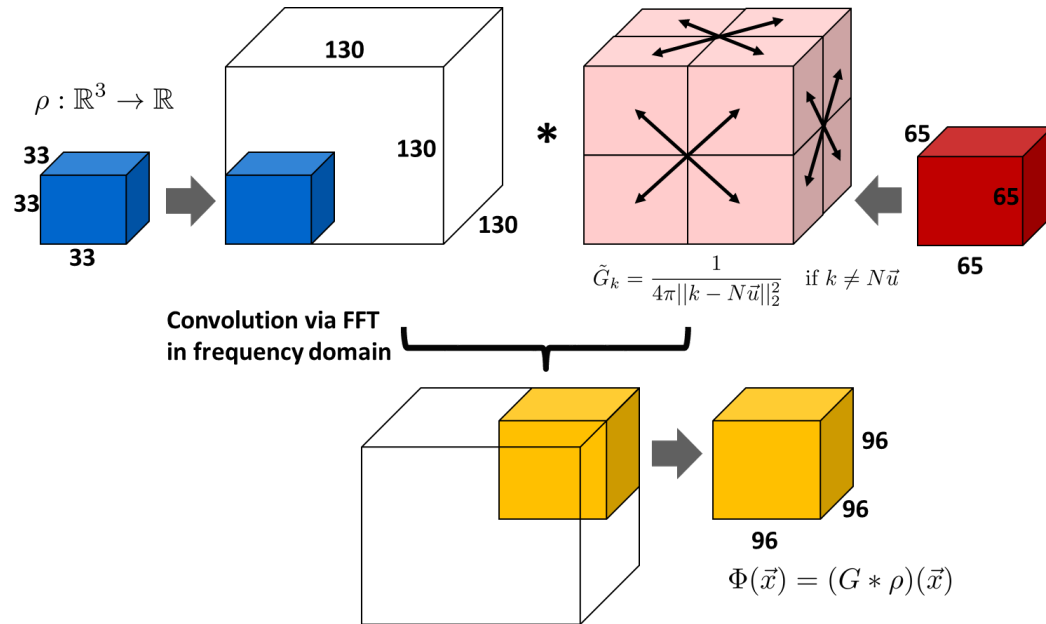 130
ρ : ℝ³ → ℝ
33
33
33
130
130
*
65
65
65
G̃ₖ = 1 / (4π||k − Nu⃗||₂²) if k ≠ Nu⃗
Convolution via FFT
in frequency domain
96
96
96
Φ(x⃗) = (G ∗ ρ)(x⃗)